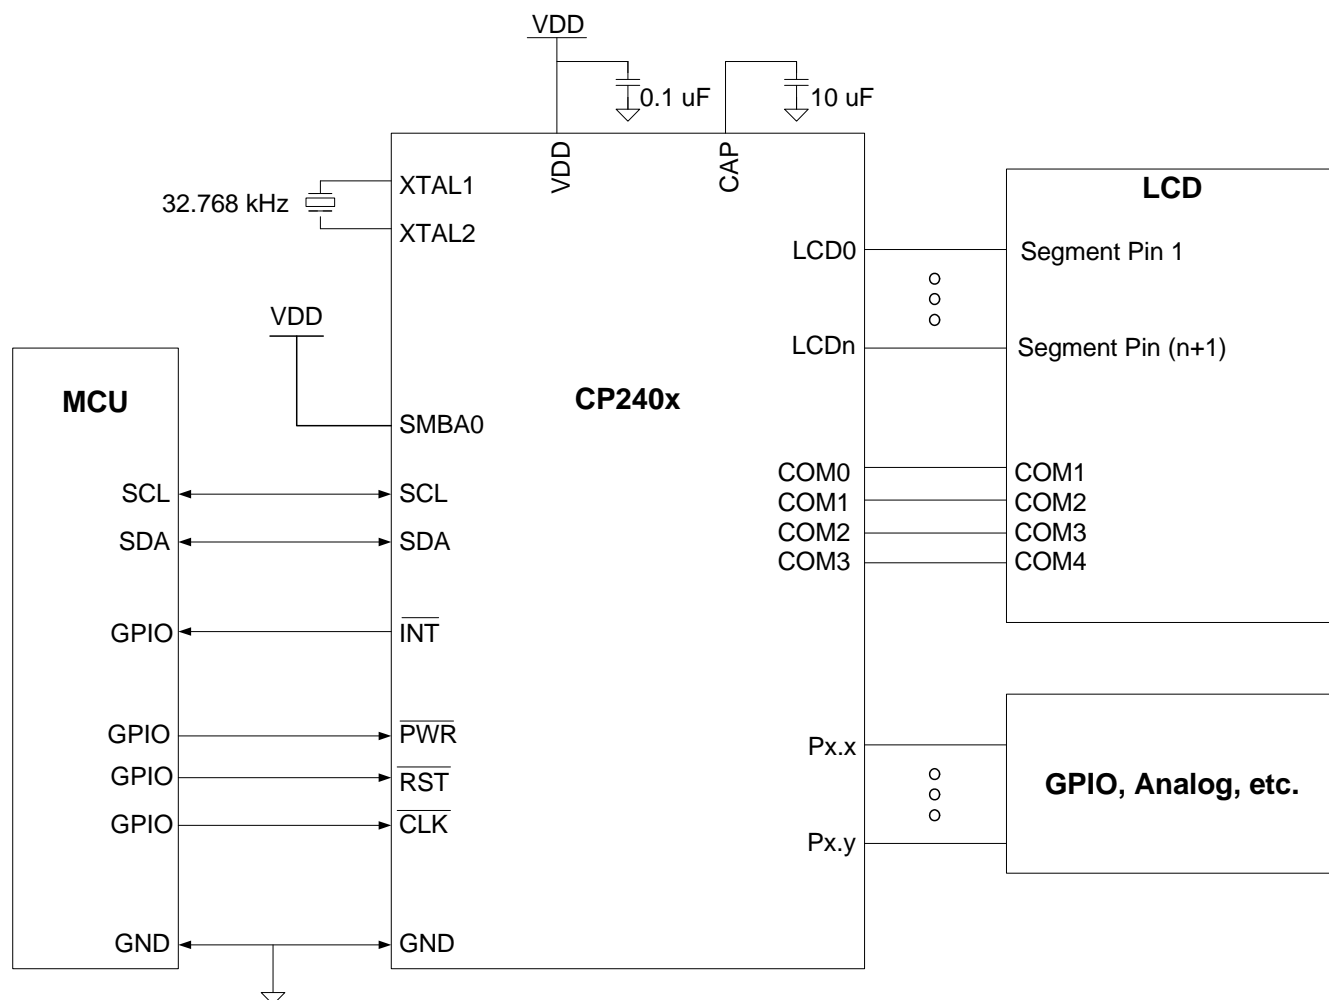 VDD
0.1 uF
10 uF
VDD
CAP
XTAL1
32.768 kHz
XTAL2
VDD
SMBA0
MCU
SCL
SCL
SDA
SDA
GPIO
INT
GPIO
PWR
GPIO
RST
GPIO
CLK
GND
GND
CP240x
LCD0
LCDn
COM0
COM1
COM2
COM3
Px.x
Px.y
LCD
Segment Pin 1
Segment Pin (n+1)
COM1
COM2
COM3
COM4
GPIO, Analog, etc.